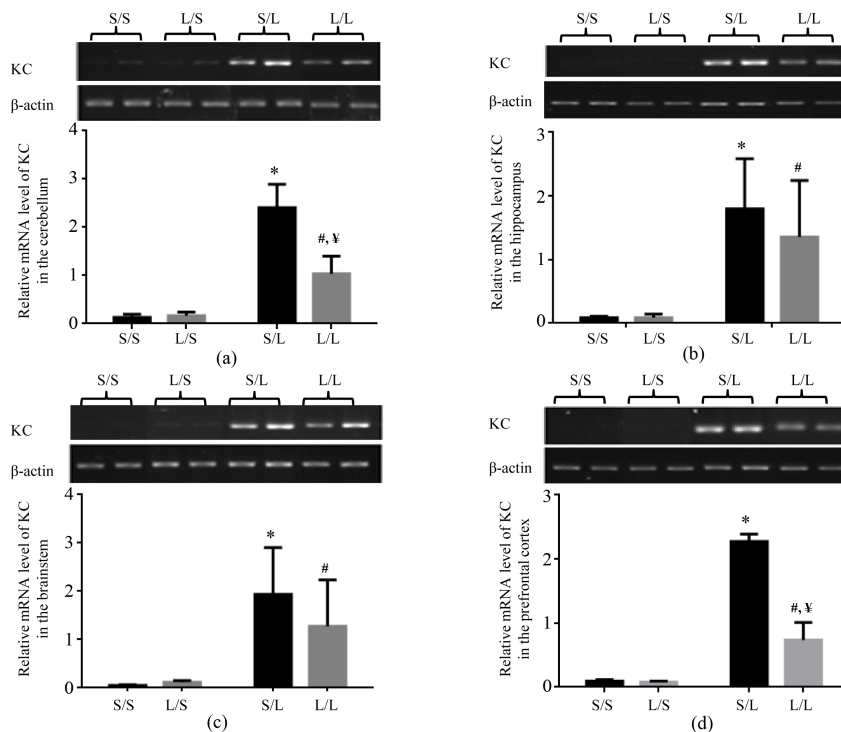 S/S L/S S/L L/L
KC
β-actin
Relative mRNA level of KC
in the cerebellum
4
3
2
1
0
*
#, ¥
S/S L/S S/L L/L
(a)
S/S L/S S/L L/L
KC
β-actin
Relative mRNA level of KC
in the hippocampus
3
2
1
0
*
#
S/S L/S S/L L/L
(b)
S/S L/S S/L L/L
KC
β-actin
Relative mRNA level of KC
in the brainstem
4
3
2
1
0
*
#
S/S L/S S/L L/L
(c)
S/S L/S S/L L/L
KC
β-actin
Relative mRNA level of KC
in the prefrontal cortex
3
2
1
0
*
#, ¥
S/S L/S S/L L/L
(d)